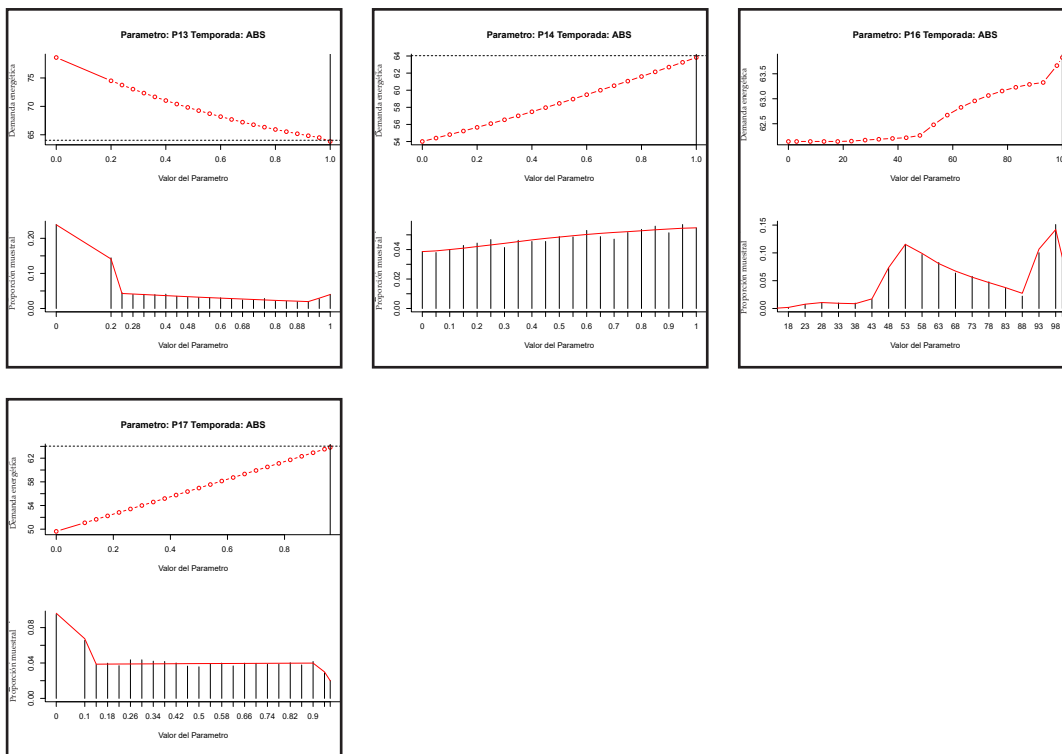 Parametro: P13 Temporada: ABS
Demanda energética
65 70 75
0.0 0.2 0.4 0.6 0.8 1.0
Valor del Parametro
Proporción muestral
0.00 0.10 0.20
0 0.2 0.28 0.4 0.48 0.6 0.68 0.8 0.88 1
Valor del Parametro
Parametro: P14 Temporada: ABS
Demanda energética
54 56 58 60 62 64
0.0 0.2 0.4 0.6 0.8 1.0
Valor del Parametro
Proporción muestral
0.00 0.02 0.04
0 0.1 0.2 0.3 0.4 0.5 0.6 0.7 0.8 0.9 1
Valor del Parametro
Parametro: P16 Temporada: ABS
Demanda energética
62.5 63.0 63.5
0 20 40 60 80 10
Valor del Parametro
Proporción muestral
0.00 0.05 0.10 0.15
18 23 28 33 38 43 48 53 58 63 68 73 78 83 88 93 98
Valor del Parametro
Parametro: P17 Temporada: ABS
Demanda energética
50 54 58 62
0.0 0.2 0.4 0.6 0.8
Valor del Parametro
Proporción muestral
0.00 0.04 0.08
0 0.1 0.18 0.26 0.34 0.42 0.5 0.58 0.66 0.74 0.82 0.9
Valor del Parametro